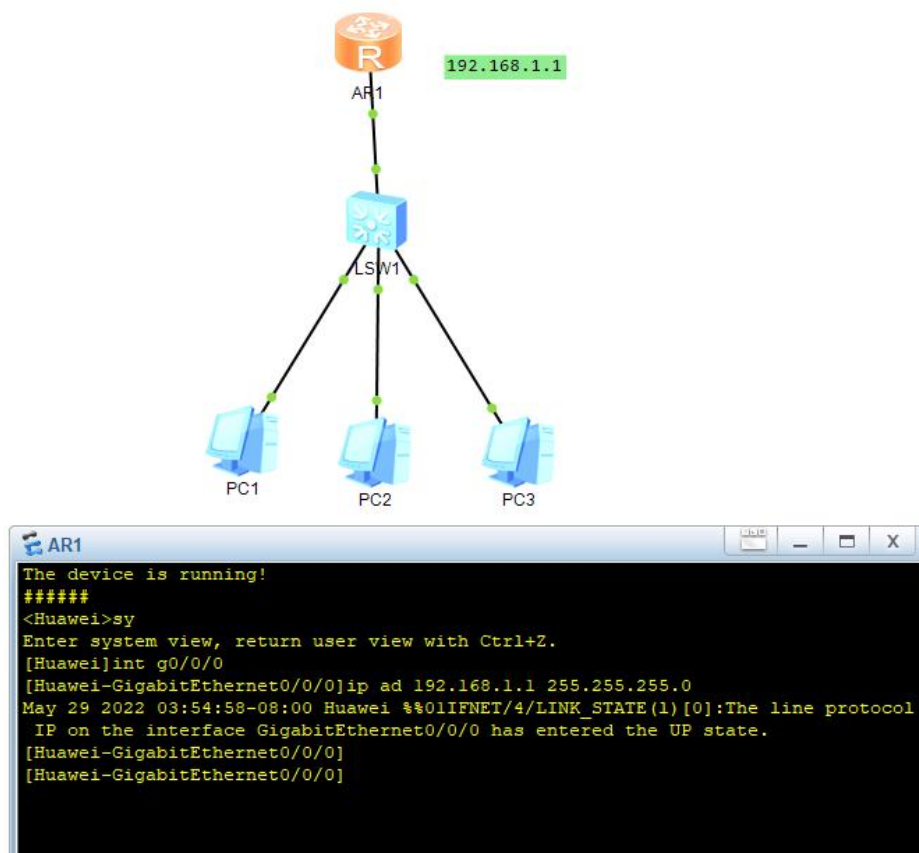 R
192.168.1.1
AR1
LSW1
PC1
PC2
PC3
AR1
The device is running!
######
<Huawei>sy
Enter system view, return user view with Ctrl+Z.
[Huawei]int g0/0/0
[Huawei-GigabitEthernet0/0/0]ip ad 192.168.1.1 255.255.255.0
May 29 2022 03:54:58-08:00 Huawei %%01IFNET/4/LINK_STATE(l)[0]:The line protocol
 IP on the interface GigabitEthernet0/0/0 has entered the UP state.
[Huawei-GigabitEthernet0/0/0]
[Huawei-GigabitEthernet0/0/0]